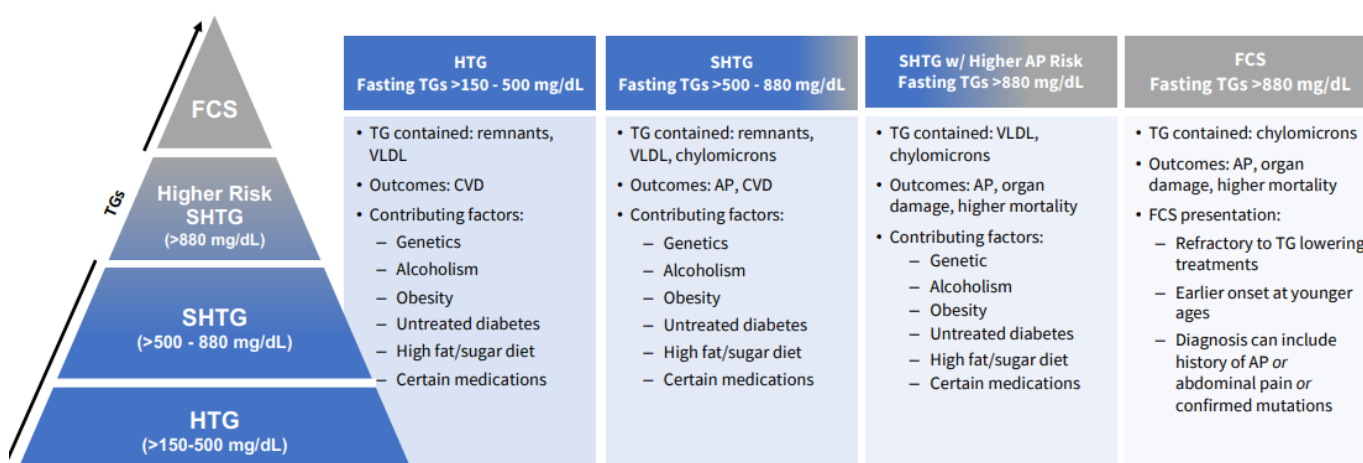 FCS
Higher Risk
SHTG
(>880 mg/dL)
TGs
SHTG
(>500 - 880 mg/dL)
HTG
(>150-500 mg/dL)
HTG
Fasting TGs >150 - 500 mg/dL
• TG contained: remnants,
VLDL
• Outcomes: CVD
• Contributing factors:
– Genetics
– Alcoholism
– Obesity
– Untreated diabetes
– High fat/sugar diet
– Certain medications
SHTG
Fasting TGs >500 - 880 mg/dL
• TG contained: remnants,
VLDL, chylomicrons
• Outcomes: AP, CVD
• Contributing factors:
– Genetics
– Alcoholism
– Obesity
– Untreated diabetes
– High fat/sugar diet
– Certain medications
SHTG w/ Higher AP Risk
Fasting TGs >880 mg/dL
• TG contained: VLDL,
chylomicrons
• Outcomes: AP, organ
damage, higher mortality
• Contributing factors:
– Genetic
– Alcoholism
– Obesity
– Untreated diabetes
– High fat/sugar diet
– Certain medications
FCS
Fasting TGs >880 mg/dL
• TG contained: chylomicrons
• Outcomes: AP, organ
damage, higher mortality
• FCS presentation:
– Refractory to TG lowering
treatments
– Earlier onset at younger
ages
– Diagnosis can include
history of AP or
abdominal pain or
confirmed mutations